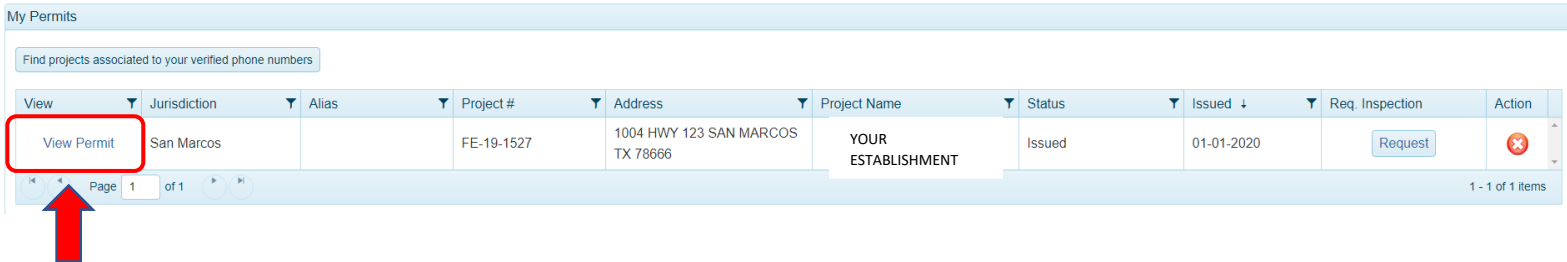 My Permits
Find projects associated to your verified phone numbers
View Jurisdiction Alias Project # Address Project Name Status Issued ↓ Req. Inspection Action
View Permit San Marcos FE-19-1527 1004 HWY 123 SAN MARCOS YOUR Issued 01-01-2020 Request
TX 78666 ESTABLISHMENT
Page 1 of 1 1 - 1 of 1 items